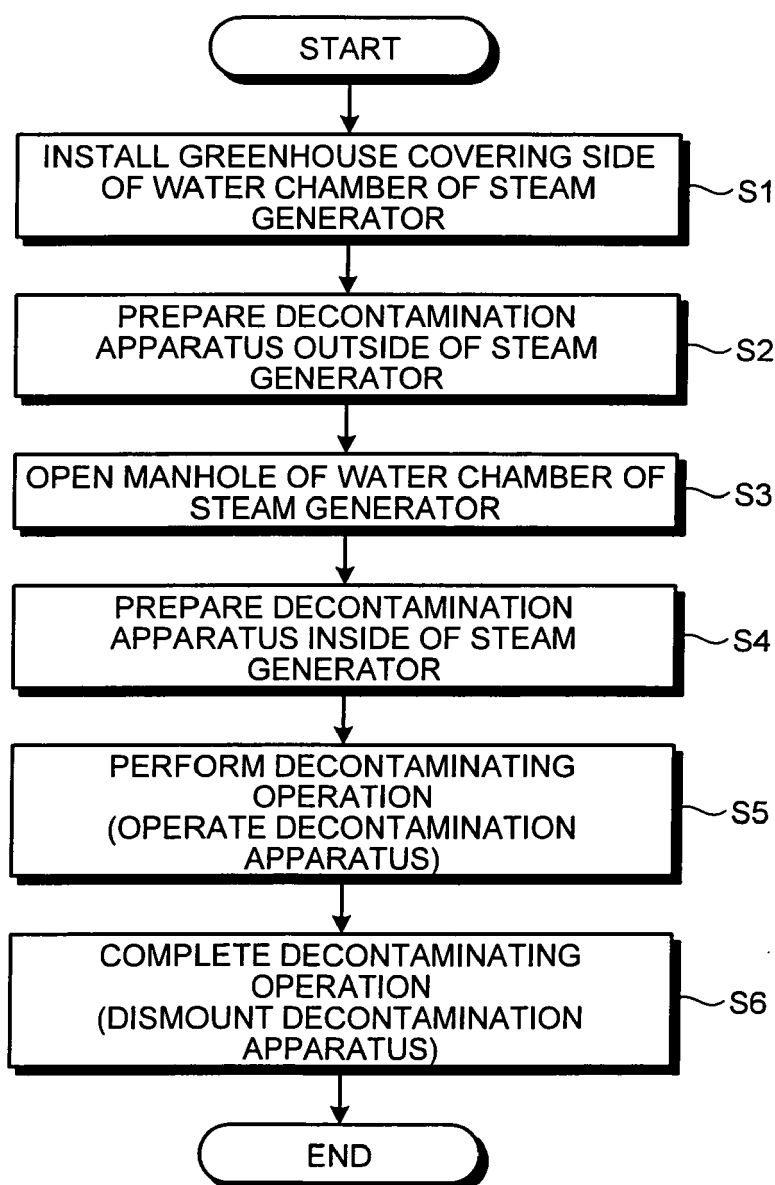 START
INSTALL GREENHOUSE COVERING SIDE
OF WATER CHAMBER OF STEAM
GENERATOR
S1
PREPARE DECONTAMINATION
APPARATUS OUTSIDE OF STEAM
GENERATOR
S2
OPEN MANHOLE OF WATER CHAMBER OF
STEAM GENERATOR
S3
PREPARE DECONTAMINATION
APPARATUS INSIDE OF STEAM
GENERATOR
S4
PERFORM DECONTAMINATING
OPERATION
(OPERATE DECONTAMINATION
APPARATUS)
S5
COMPLETE DECONTAMINATING
OPERATION
(DISMOUNT DECONTAMINATION
APPARATUS)
S6
END